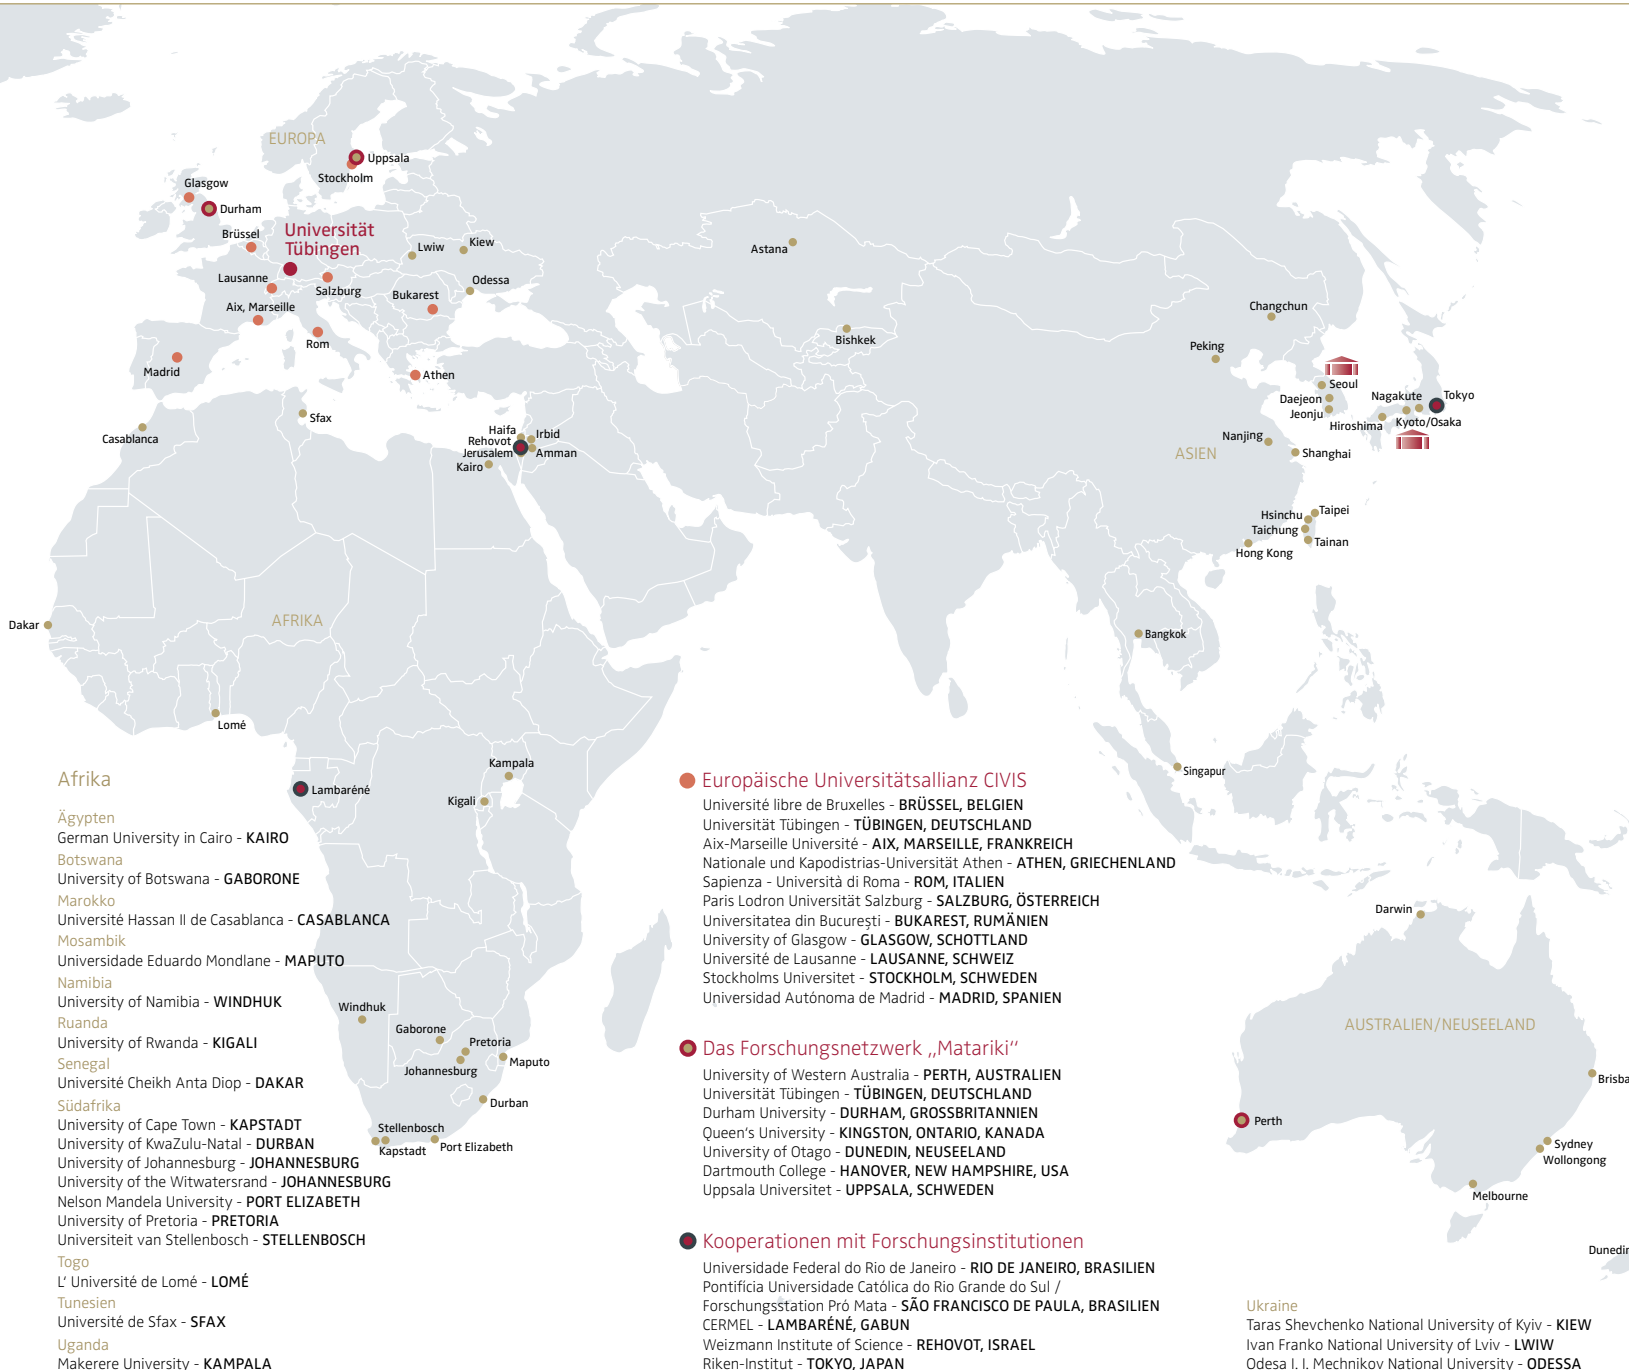 EUROPA
Uppsala
Stockholm
Glasgow
Durham
Brüssel
Universität
Tübingen
Lwiw
Kiew
Astana
Lausanne
Salzburg
Odessa
Bukarest
Aix, Marseille
Rom
Madrid
Athen
Changchun
Bishkek
Peking
Seoul
Daejeon
Jeonju
Nagakute
Tokyo
Hiroshima
Kyoto/Osaka
Sfax
Casablanca
Haifa
Irbid
Rehovot
Jerusalem
Amman
Kairo
Nanjing
ASIEN
Shanghai
Hsinchu
Taipei
Taichung
Tainan
Hong Kong
Dakar
AFRIKA
Bangkok
Lomé
Kampala
Singapur
Lambaréné
Kigali
Darwin
Windhuk
Gaborone
Pretoria
Johannesburg
Maputo
Durban
Stellenbosch
Kapstadt
Port Elizabeth
AUSTRALIEN/NEUSEELAND
Brisba
Perth
Sydney
Wollongong
Melbourne
Dunedin
Afrika
Ägypten
German University in Cairo - KAIRO
Botswana
University of Botswana - GABORONE
Marokko
Université Hassan II de Casablanca - CASABLANCA
Mosambik
Universidade Eduardo Mondlane - MAPUTO
Namibia
University of Namibia - WINDHUK
Ruanda
University of Rwanda - KIGALI
Senegal
Université Cheikh Anta Diop - DAKAR
Südafrika
University of Cape Town - KAPSTADT
University of KwaZulu-Natal - DURBAN
University of Johannesburg - JOHANNESBURG
University of the Witwatersrand - JOHANNESBURG
Nelson Mandela University - PORT ELIZABETH
University of Pretoria - PRETORIA
Universiteit van Stellenbosch - STELLENBOSCH
Togo
L‘ Université de Lomé - LOMÉ
Tunesien
Université de Sfax - SFAX
Uganda
Makerere University - KAMPALA
Europäische Universitätsallianz CIVIS
Université libre de Bruxelles - BRÜSSEL, BELGIEN
Universität Tübingen - TÜBINGEN, DEUTSCHLAND
Aix-Marseille Université - AIX, MARSEILLE, FRANKREICH
Nationale und Kapodistrias-Universität Athen - ATHEN, GRIECHENLAND
Sapienza - Università di Roma - ROM, ITALIEN
Paris Lodron Universität Salzburg - SALZBURG, ÖSTERREICH
Universitatea din Bucureşti - BUKAREST, RUMÄNIEN
University of Glasgow - GLASGOW, SCHOTTLAND
Université de Lausanne - LAUSANNE, SCHWEIZ
Stockholms Universitet - STOCKHOLM, SCHWEDEN
Universidad Autónoma de Madrid - MADRID, SPANIEN
Das Forschungsnetzwerk „Matariki“
University of Western Australia - PERTH, AUSTRALIEN
Universität Tübingen - TÜBINGEN, DEUTSCHLAND
Durham University - DURHAM, GROSSBRITANNIEN
Queen‘s University - KINGSTON, ONTARIO, KANADA
University of Otago - DUNEDIN, NEUSEELAND
Dartmouth College - HANOVER, NEW HAMPSHIRE, USA
Uppsala Universitet - UPPSALA, SCHWEDEN
Kooperationen mit Forschungsinstitutionen
Universidade Federal do Rio de Janeiro - RIO DE JANEIRO, BRASILIEN
Pontifícia Universidade Católica do Rio Grande do Sul /
Forschungsstation Pró Mata - SÃO FRANCISCO DE PAULA, BRASILIEN
CERMEL - LAMBARÉNÉ, GABUN
Weizmann Institute of Science - REHOVOT, ISRAEL
Riken-Institut - TOKYO, JAPAN
Ukraine
Taras Shevchenko National University of Kyiv - KIEW
Ivan Franko National University of Lviv - LWIW
Odesa I. I. Mechnikov National University - ODESSA